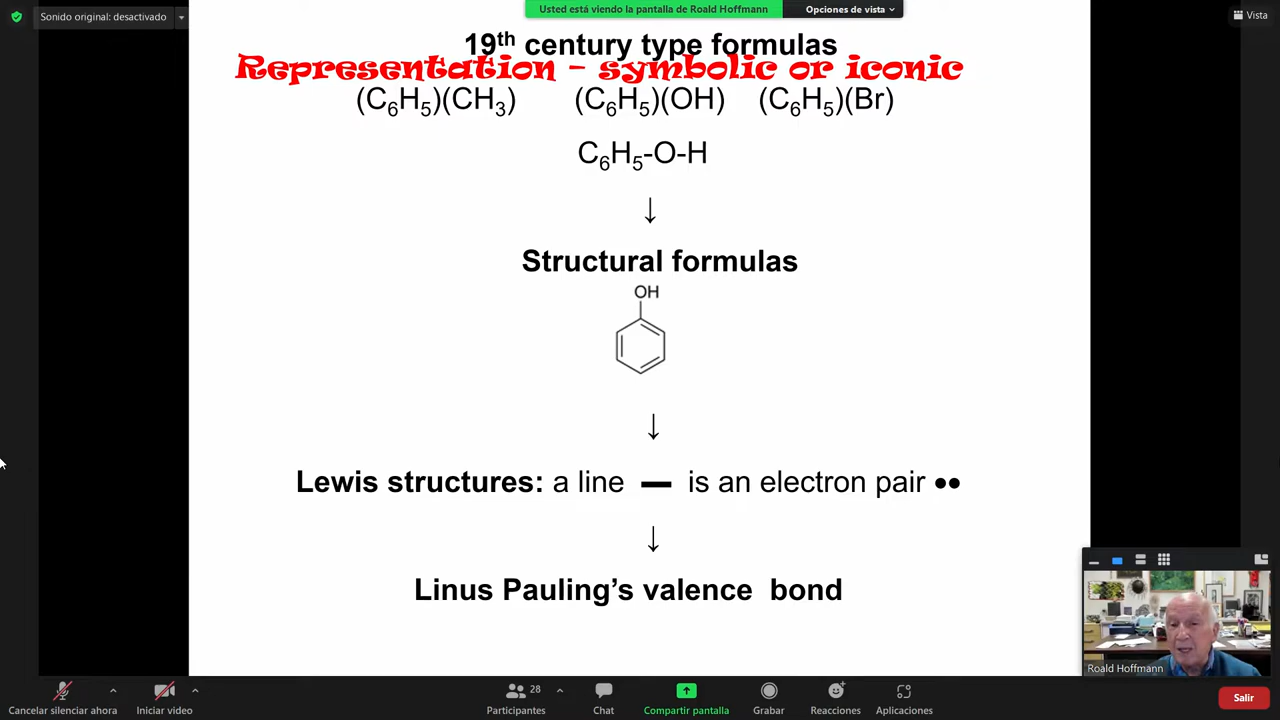 Sonido original: desactivado
Usted está viendo la pantalla de Roald Hoffmann
Opciones de vista
Vista
19th century type formulas
Representation – symbolic or iconic
(C6H5)(CH3) (C6H5)(OH) (C6H5)(Br)
C6H5-O-H
↓
Structural formulas
OH
↓
Lewis structures: a line — is an electron pair ••
↓
Linus Pauling’s valence bond
Roald Hoffmann
Cancelar silenciar ahora
Iniciar video
Participantes
28
Chat
Compartir pantalla
Grabar
Reacciones
Aplicaciones
Salir